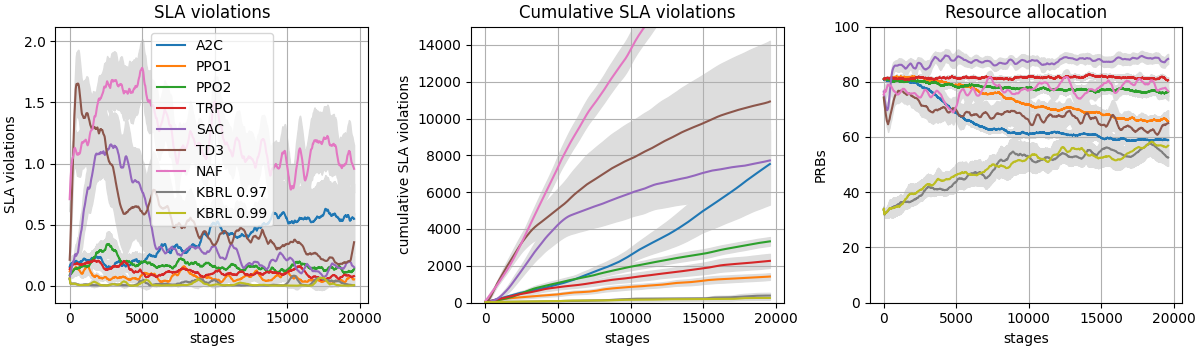 SLA violations
SLA violations
2.0
1.5
1.0
0.5
0.0
0
5000
10000
15000
20000
stages
A2C
PPO1
PPO2
TRPO
SAC
TD3
NAF
KBRL 0.97
KBRL 0.99
Cumulative SLA violations
cumulative SLA violations
14000
12000
10000
8000
6000
4000
2000
0
0
5000
10000
15000
20000
stages
Resource allocation
PRBs
100
80
60
40
20
0
0
5000
10000
15000
20000
stages